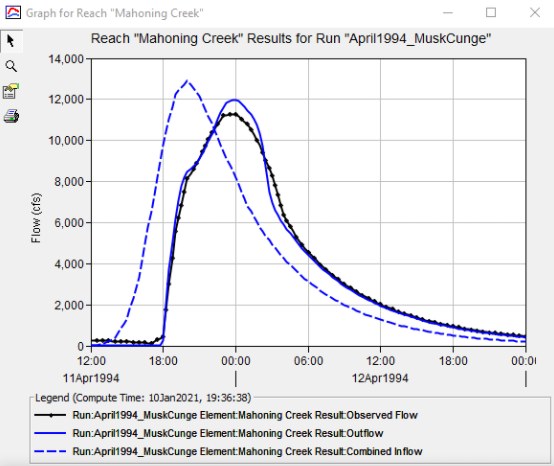 Graph for Reach "Mahoning Creek"
Reach "Mahoning Creek" Results for Run "April1994_MuskCunge"
14,000
12,000
10,000
8,000
6,000
4,000
2,000
0
Flow (cfs)
12:00 18:00 00:00 06:00 12:00 18:00 00:0
11Apr1994 12Apr1994
Legend (Compute Time: 10Jan2021, 19:36:38)
Run:April1994_MuskCunge Element:Mahoning Creek Result:Observed Flow
Run:April1994_MuskCunge Element:Mahoning Creek Result:Outflow
Run:April1994_MuskCunge Element:Mahoning Creek Result:Combined Inflow